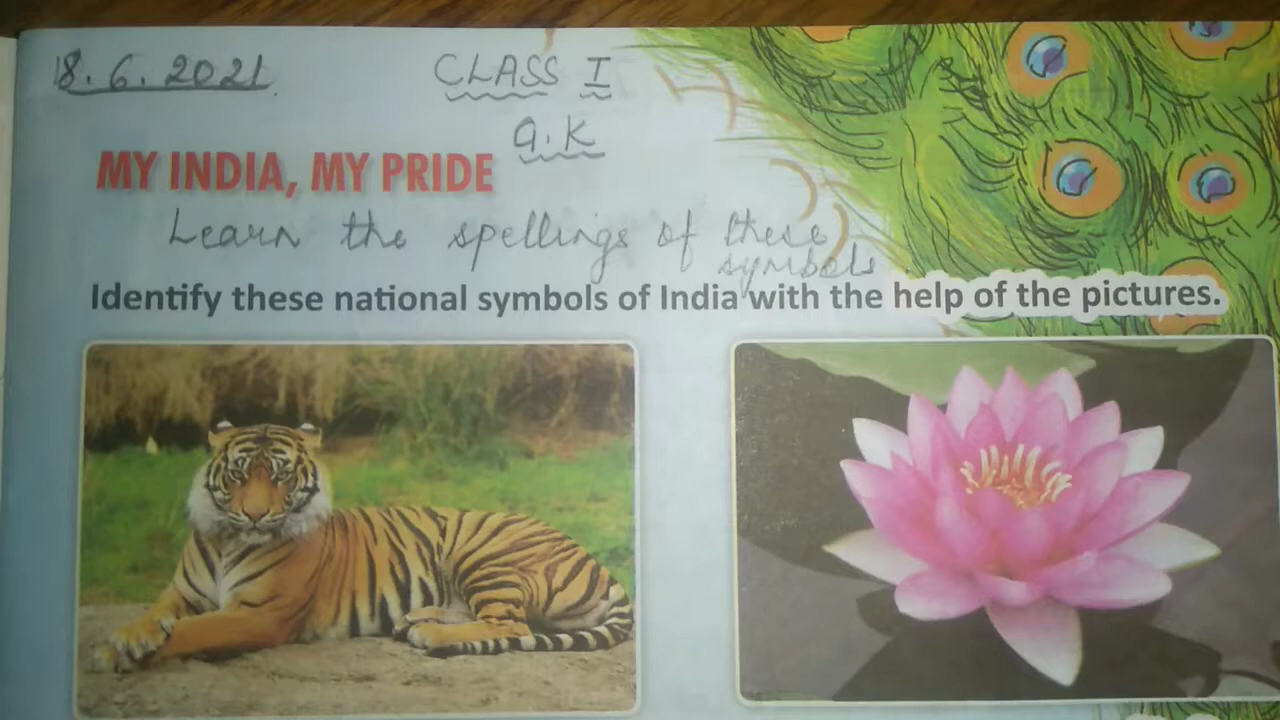 18.6.2021
CLASS I
G.K
MY INDIA, MY PRIDE
Learn the spellings of these
symbols.
Identify these national symbols of India with the help of the pictures.